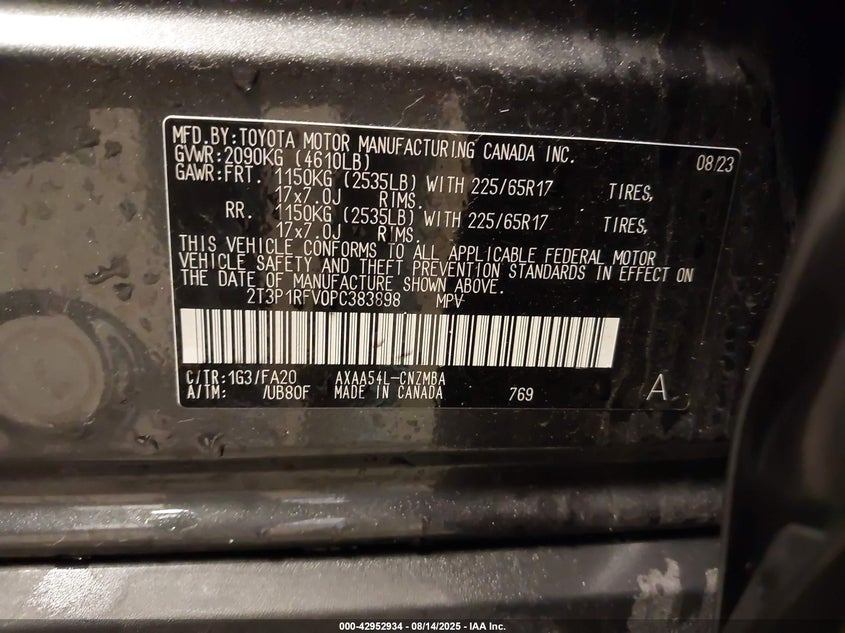 MFD.BY:TOYOTA MOTOR MANUFACTURING CANADA INC. 08/23
GVWR:2090KG (4610LB)
GAWR:FRT. 1150KG (2535LB) WITH 225/65R17 TIRES,
17x7.0J RIMS.
RR. 1150KG (2535LB) WITH 225/65R17 TIRES,
17x7.0J RIMS.
THIS VEHICLE CONFORMS TO ALL APPLICABLE FEDERAL MOTOR
VEHICLE SAFETY AND THEFT PREVENTION STANDARDS IN EFFECT ON
THE DATE OF MANUFACTURE SHOWN ABOVE.
2T3P1RFV0PC383898 MPV
C/TR:1G3/FA20 AXAA54L-CNZMBA
A/TM: /UB80F MADE IN CANADA 769 A
000-42952934 - 08/14/2025 - IAA Inc.